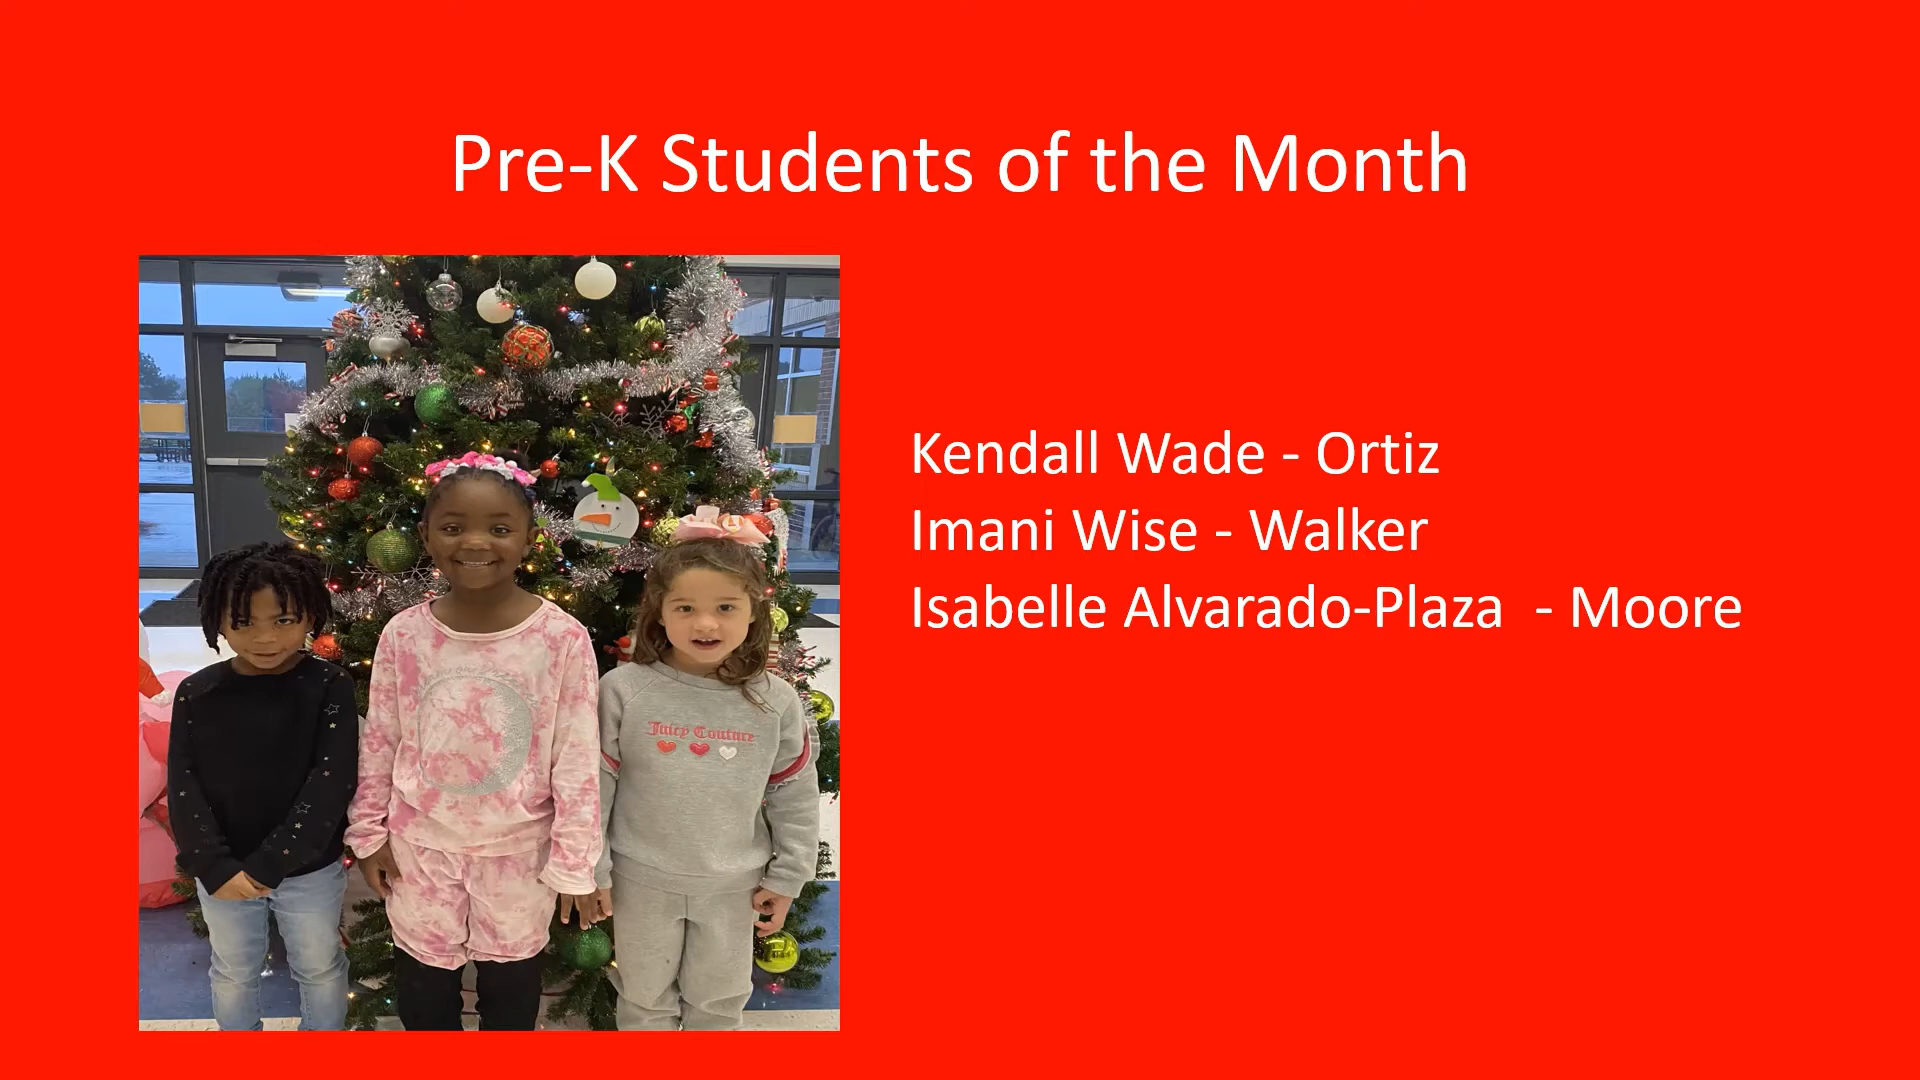 Pre-K Students of the Month
Kendall Wade - Ortiz
Imani Wise - Walker
Isabelle Alvarado-Plaza  - Moore
Juicy Couture